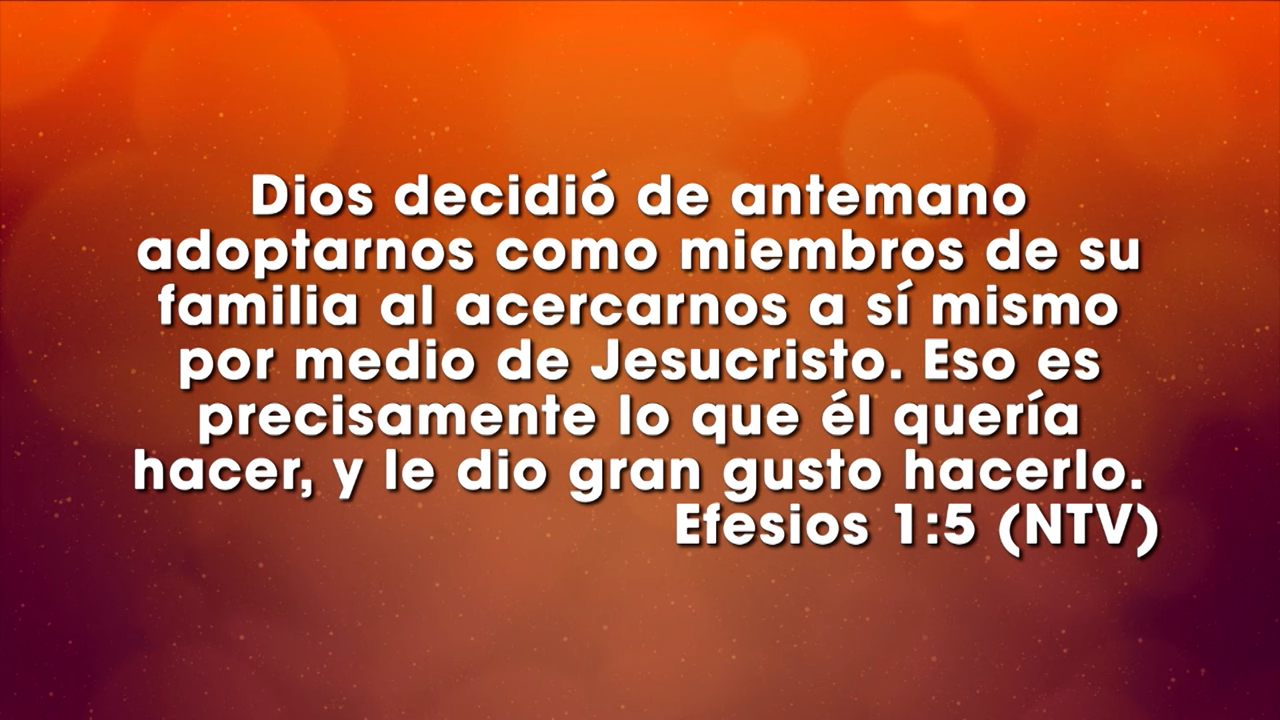 Dios decidió de antemano
adoptarnos como miembros de su
familia al acercarnos a sí mismo
por medio de Jesucristo. Eso es
precisamente lo que él quería
hacer, y le dio gran gusto hacerlo.
Efesios 1:5 (NTV)